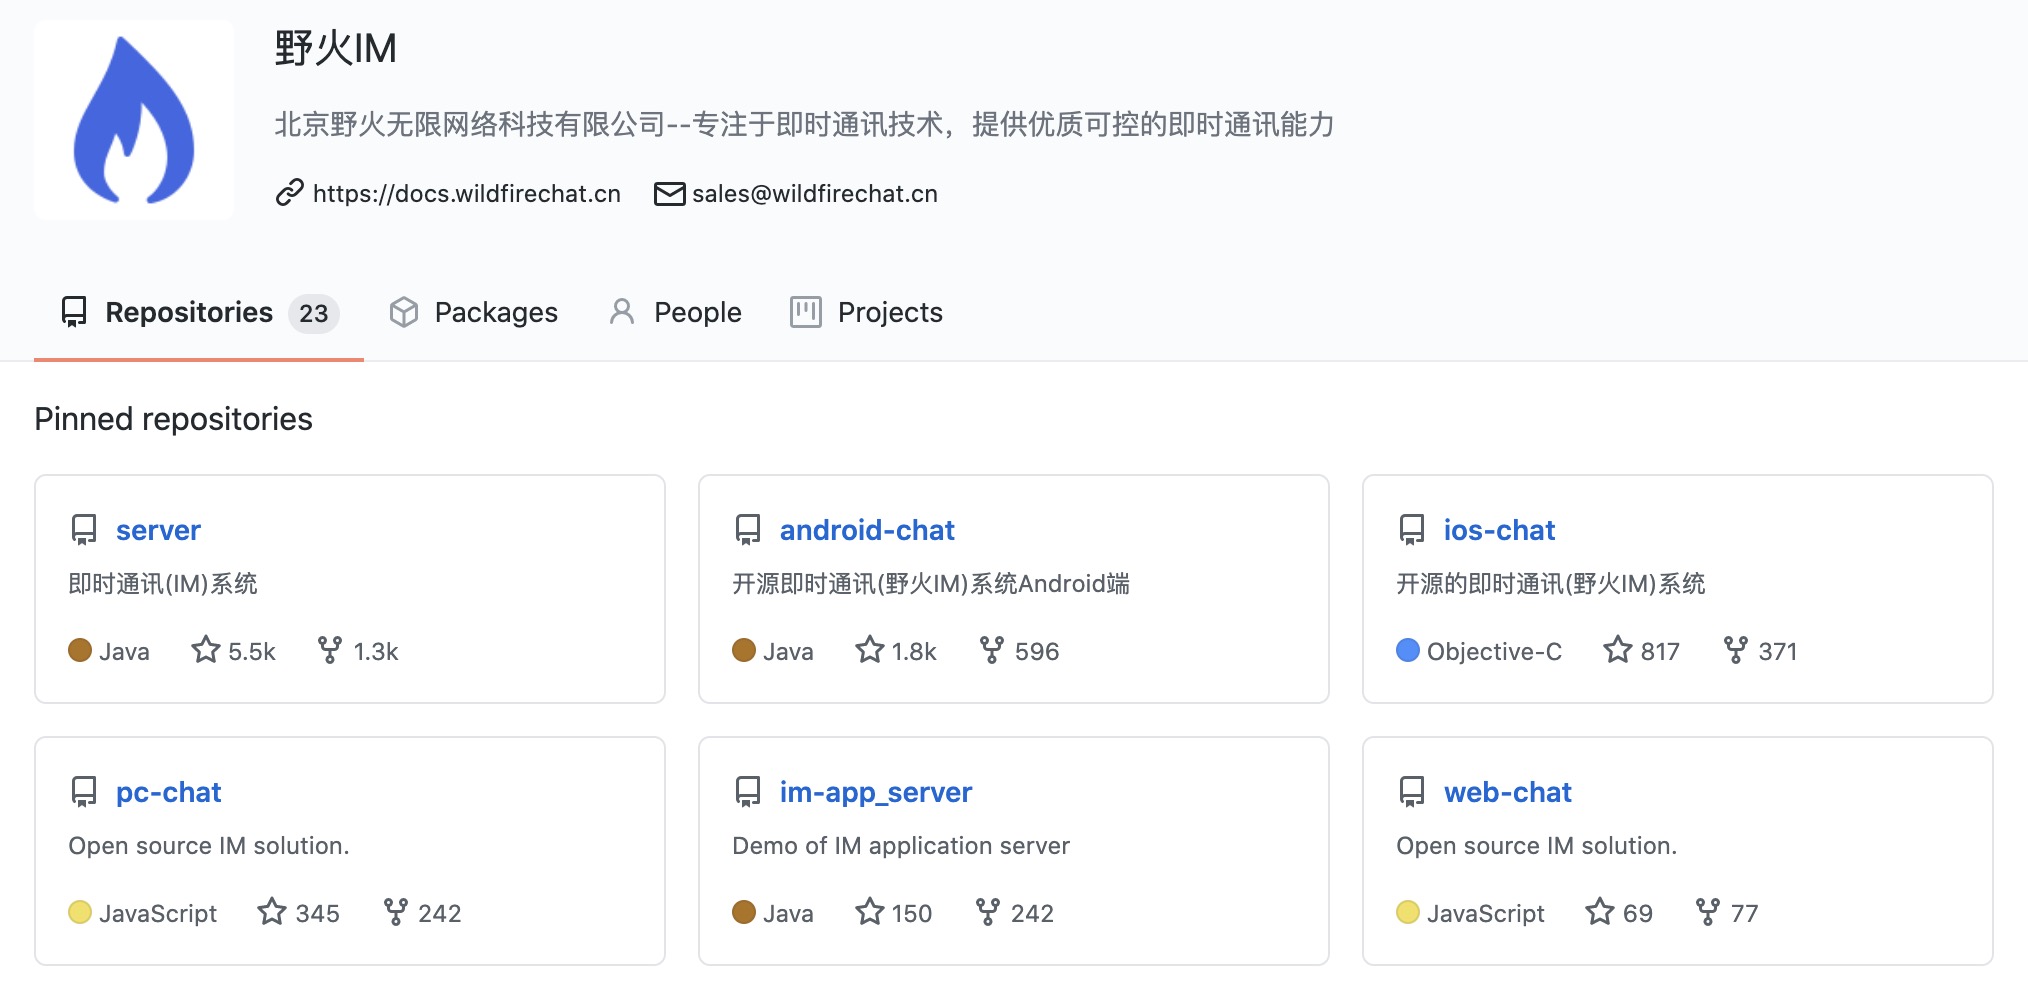 野火IM
北京野火无限网络科技有限公司--专注于即时通讯技术，提供优质可控的即时通讯能力
https://docs.wildfirechat.cn sales@wildfirechat.cn
Repositories 23 Packages People Projects
Pinned repositories
server
即时通讯(IM)系统
Java 5.5k 1.3k
android-chat
开源即时通讯(野火IM)系统Android端
Java 1.8k 596
ios-chat
开源的即时通讯(野火IM)系统
Objective-C 817 371
pc-chat
Open source IM solution.
JavaScript 345 242
im-app_server
Demo of IM application server
Java 150 242
web-chat
Open source IM solution.
JavaScript 69 77